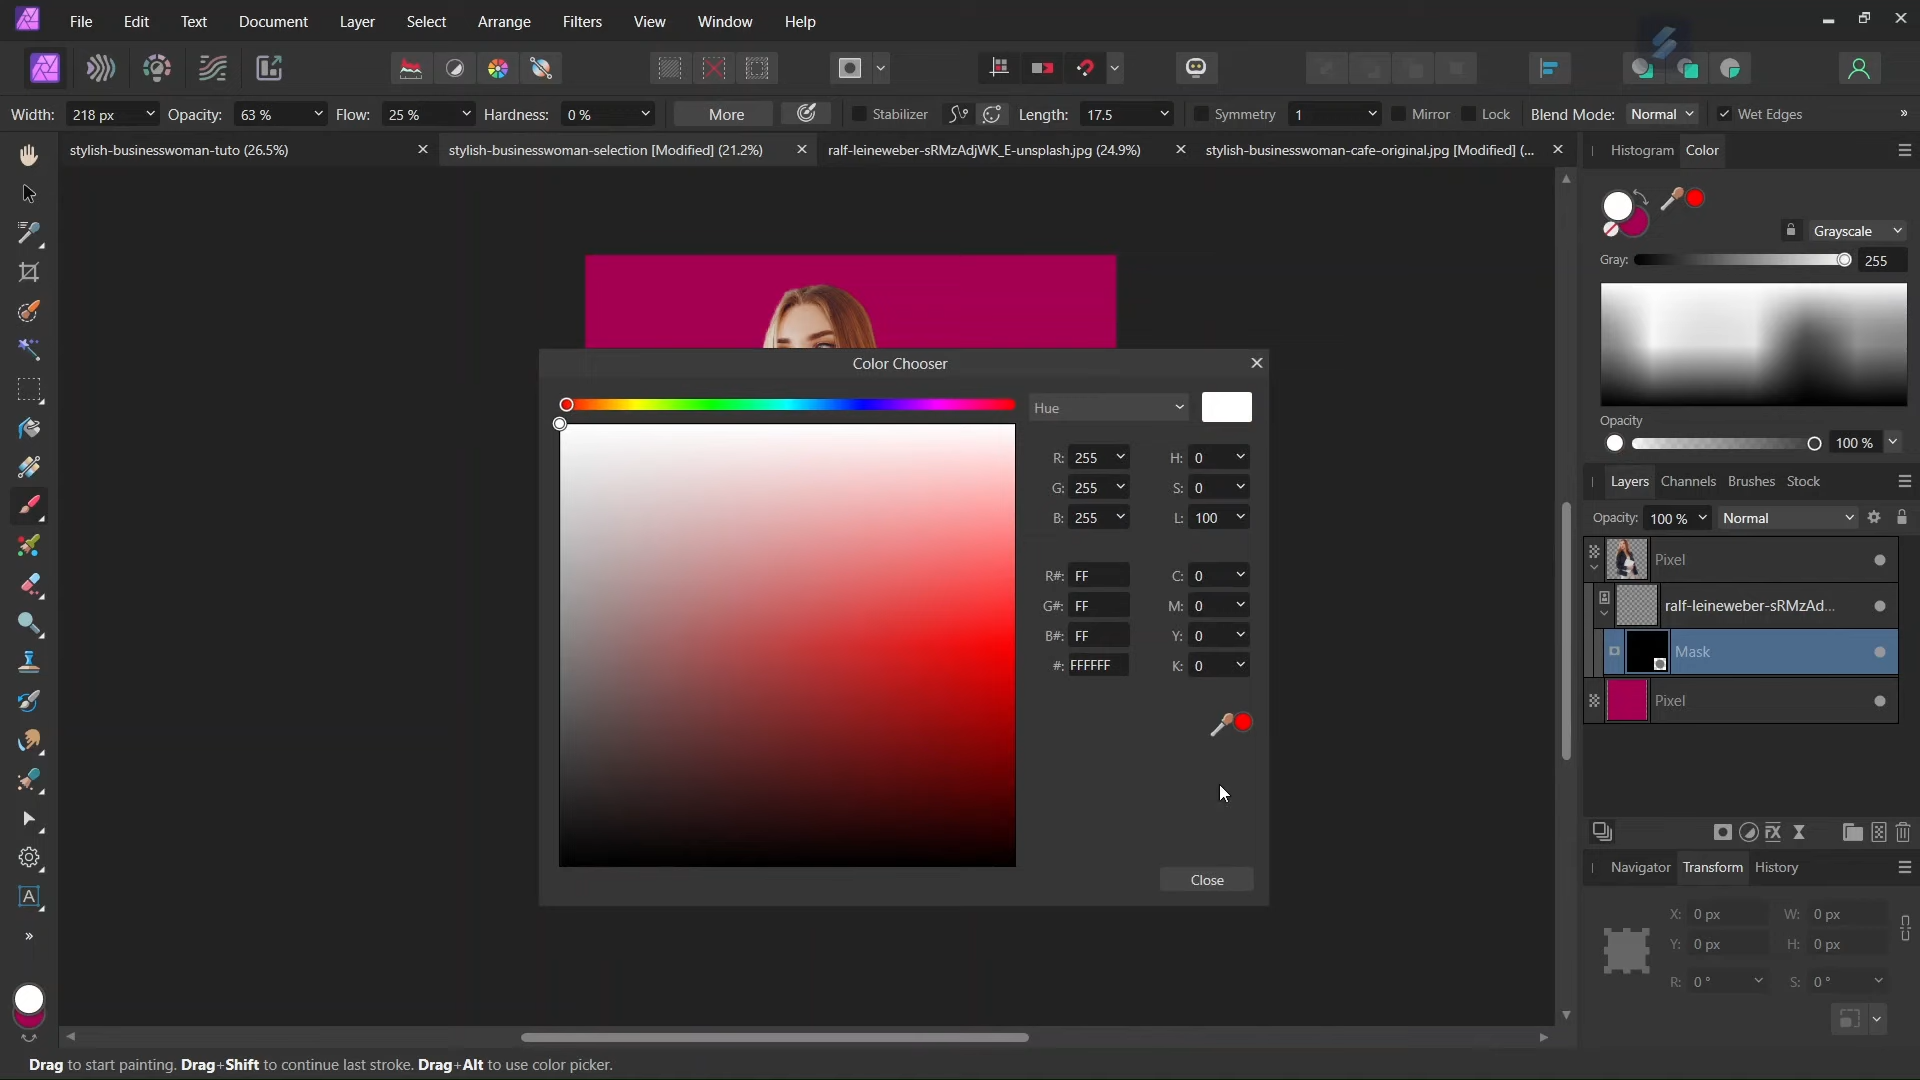 File Edit Text Document Layer Select Arrange Filters View Window Help
Width: 218 px Opacity: 63 % Flow: 25 % Hardness: 0 % More Stabilizer Length: 17.5 Symmetry 1 Mirror Lock Blend Mode: Normal Wet Edges »
stylish-businesswoman-tuto (26.5%) stylish-businesswoman-selection [Modified] (21.2%) ralf-leineweber-sRMzAdjWK_E-unsplash.jpg (24.9%) stylish-businesswoman-cafe-original.jpg [Modified] (... Histogram Color
Grayscale
Gray: 255
Color Chooser
Hue
Opacity
100 %
R: 255 H: 0
G: 255 S: 0
B: 255 L: 100
Layers Channels Brushes Stock
Opacity: 100 % Normal
Pixel
R#: FF C: 0
G#: FF M: 0
ralf-leineweber-sRMzAd...
B#: FF Y: 0
#: FFFFFF K: 0
Mask
Pixel
Close
Navigator Transform History
X: 0 px W: 0 px
Y: 0 px H: 0 px
R: 0 ° S: 0 °
A
»
Drag to start painting. Drag+Shift to continue last stroke. Drag+Alt to use color picker.